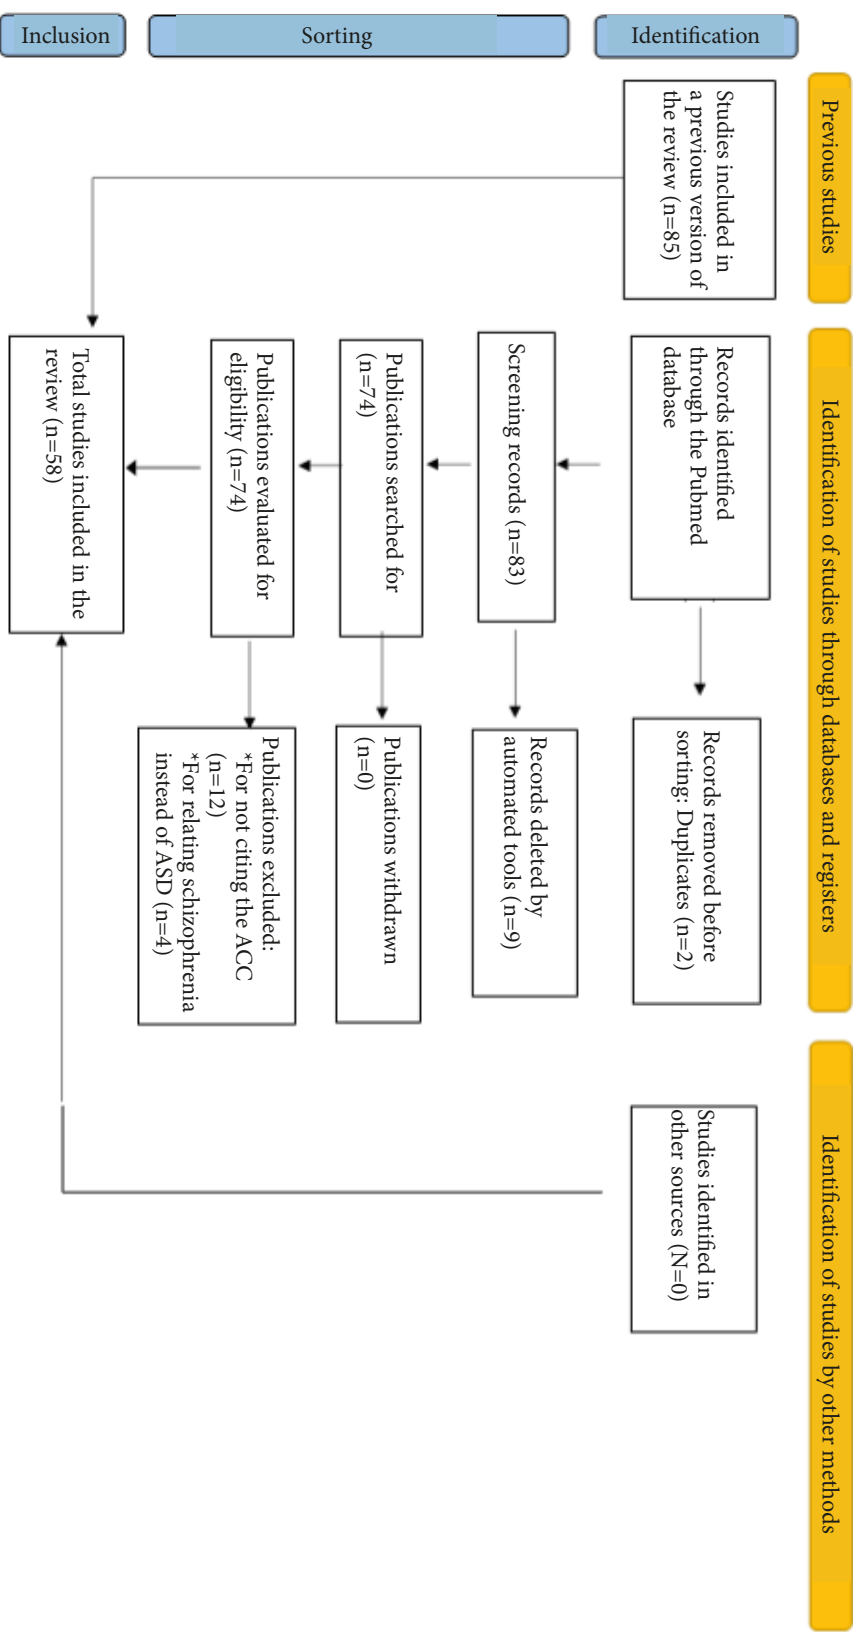 Previous studies
Identification of studies through databases and registers
Identification of studies by other methods
Identification
Studies included in
a previous version of
the review (n=85)
Records identified
through the Pubmed
database
Records removed before
sorting: Duplicates (n=2)
Studies identified in
other sources (N=0)
Sorting
Screening records (n=83)
Records deleted by
automated tools (n=9)
Publications searched for
(n=74)
Publications withdrawn
(n=0)
Publications evaluated for
eligibility (n=74)
Publications excluded:
*For not citing the ACC
(n=12)
*For relating schizophrenia
instead of ASD (n=4)
Inclusion
Total studies included in the
review (n=58)